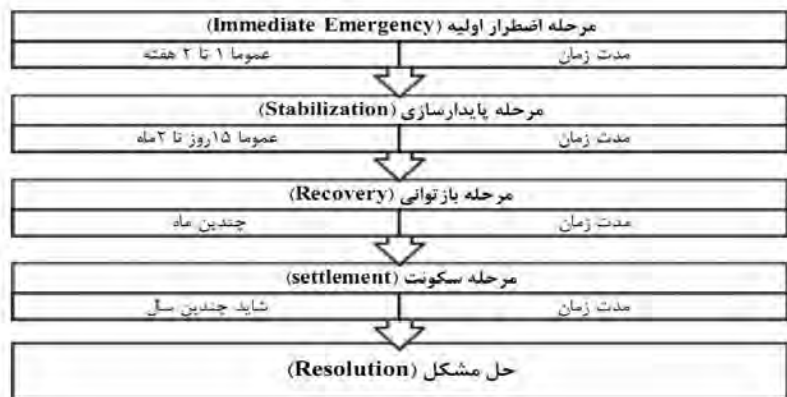 مرحله اضطرار اولیه (Immediate Emergency)
مدت زمان عموما ۱ تا ۲ هفته
مرحله پایدارسازی (Stabilization)
مدت زمان عموما ۱۵روز تا ۲ماه
مرحله بازتوانی (Recovery)
مدت زمان چندین ماه
مرحله سکونت (settlement)
مدت زمان شاید چندین سال
حل مشکل (Resolution)